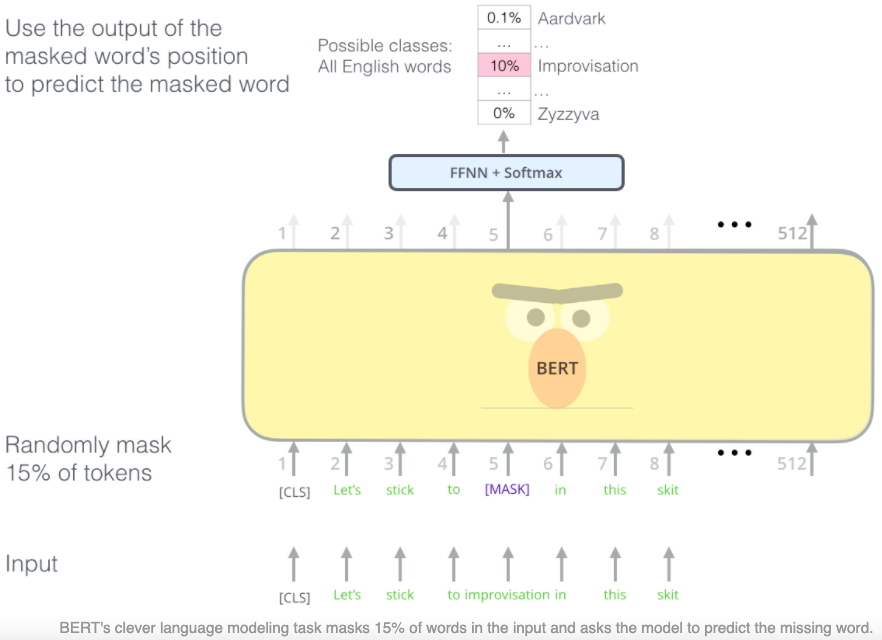 Use the output of the
masked word's position
to predict the masked word
Possible classes:
All English words
0.1% Aardvark
... ...
10% Improvisation
... ...
0% Zyzzyva
FFNN + Softmax
1 2 3 4 5 6 7 8 ••• 512
BERT
Randomly mask
15% of tokens
1 2 3 4 5 6 7 8 ••• 512
[CLS] Let's stick to [MASK] in this skit
Input
[CLS] Let's stick to improvisation in this skit
BERT's clever language modeling task masks 15% of words in the input and asks the model to predict the missing word.